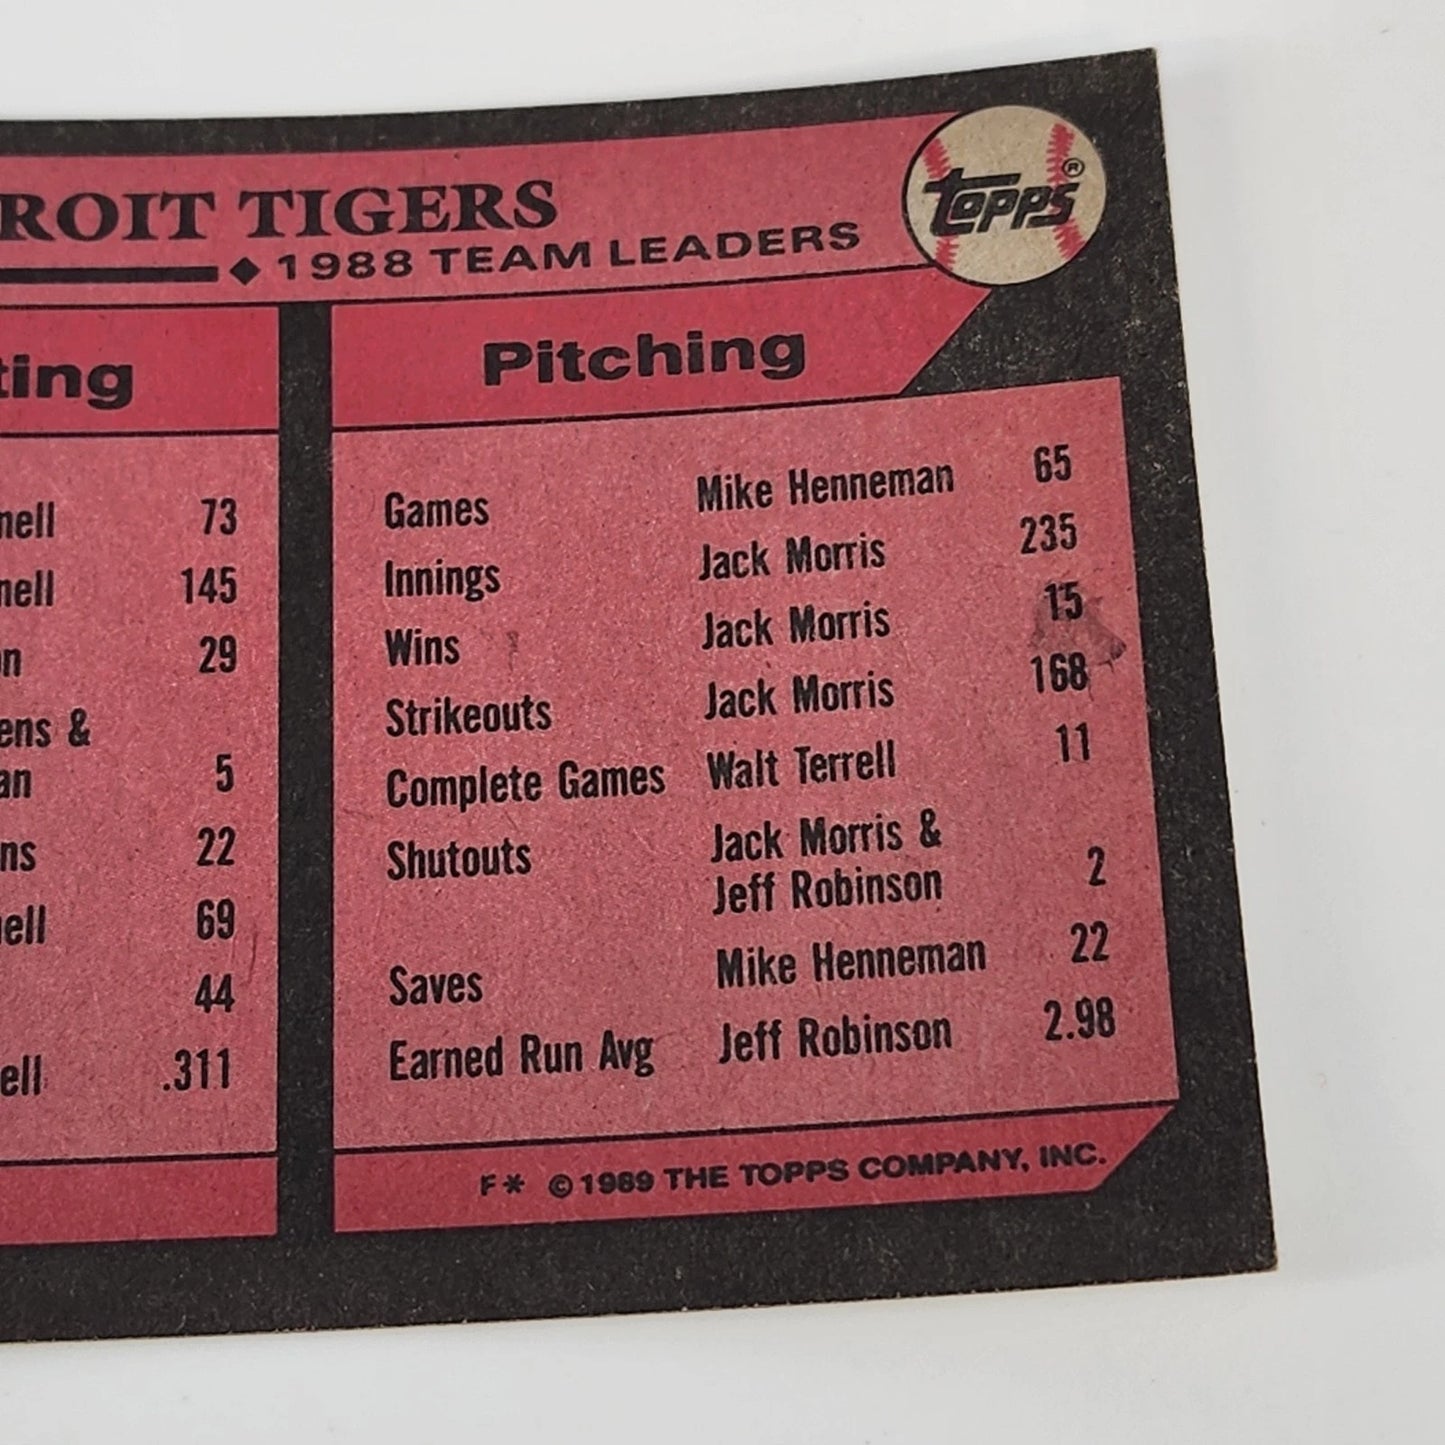 ROIT TIGERS
1988 TEAM LEADERS
TOPPS®
ting
nell 73
nell 145
on 29
ens &
an 5
ns 22
ell 69
44
ell .311
Pitching
Games Mike Henneman 65
Innings Jack Morris 235
Wins Jack Morris 15
Strikeouts Jack Morris 168
Complete Games Walt Terrell 11
Shutouts Jack Morris &
Jeff Robinson 2
Saves Mike Henneman 22
Earned Run Avg Jeff Robinson 2.98
F* © 1989 THE TOPPS COMPANY, INC.